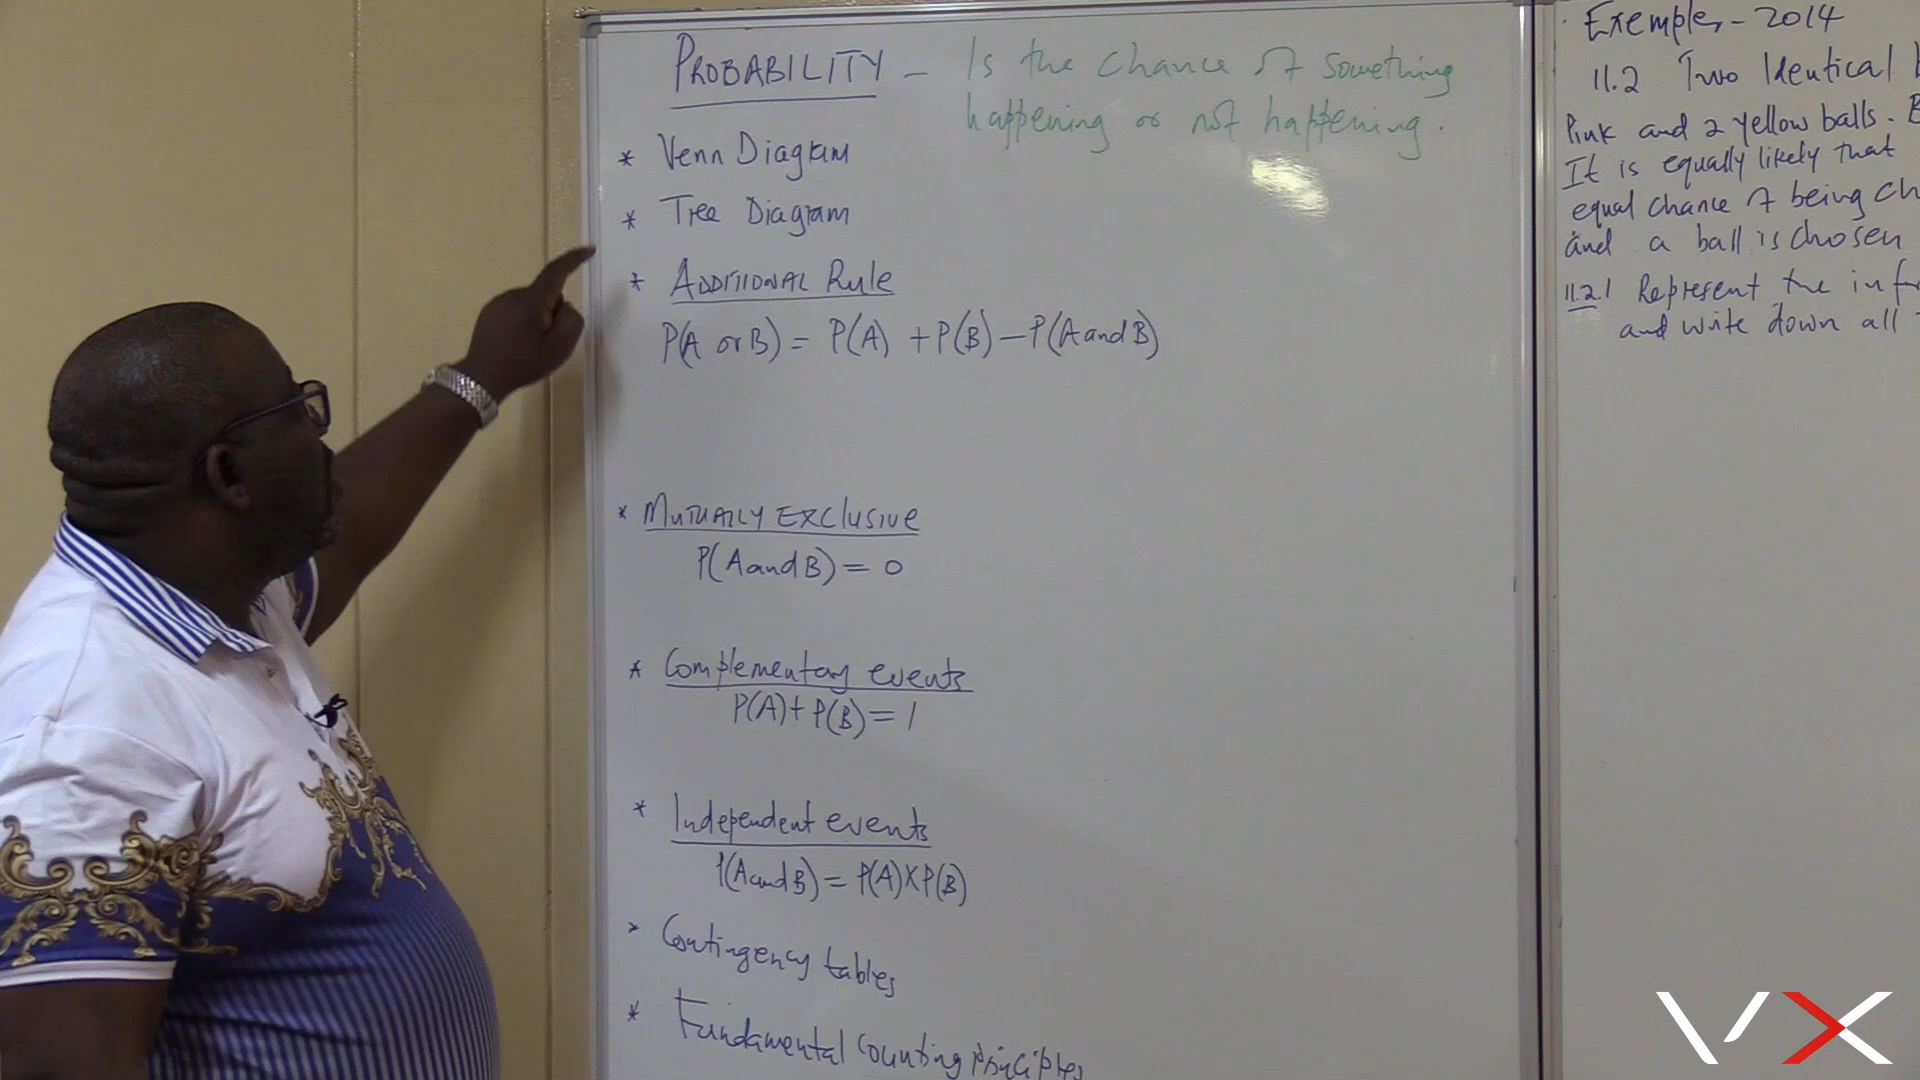 PROBABILITY – Is the chance of something
happening or not happening.
* Venn Diagram
* Tree Diagram
* ADDITIONAL Rule
P(A or B) = P(A) + P(B) – P(A and B)
* MUTUALLY EXClusive
P(A and B) = 0
* Complementary events
P(A) + P(B) = 1
* Independent events
P(A and B) = P(A) X P(B)
* Contingency tables
* Fundamental Counting Principles
Exempler - 2014
11.2 Two Identical
Pink and 2 yellow balls.
It is equally likely that
equal chance of being
and a ball is chosen
11.2.1 Represent the
and write down all
VX